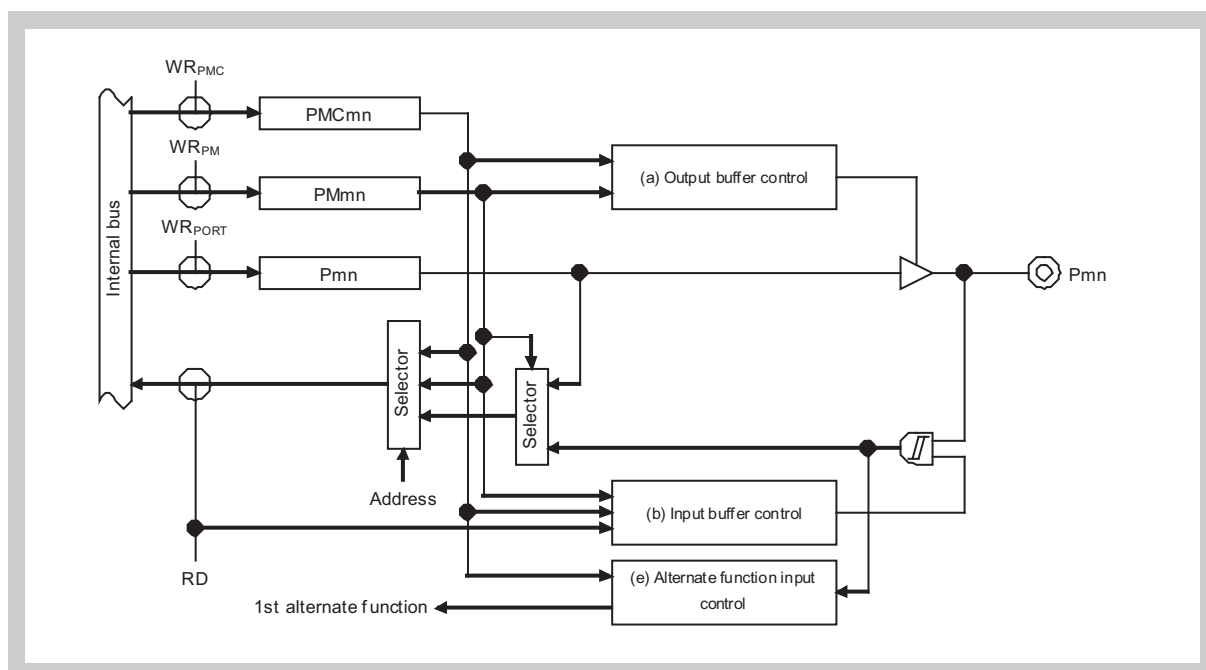 WRPMC
PMCmn
WRPM
PMmn
(a) Output buffer control
WRPORT
Pmn
Pmn
Internal bus
Selector
Selector
Address
(b) Input buffer control
RD
(e) Alternate function input
control
1st alternate function